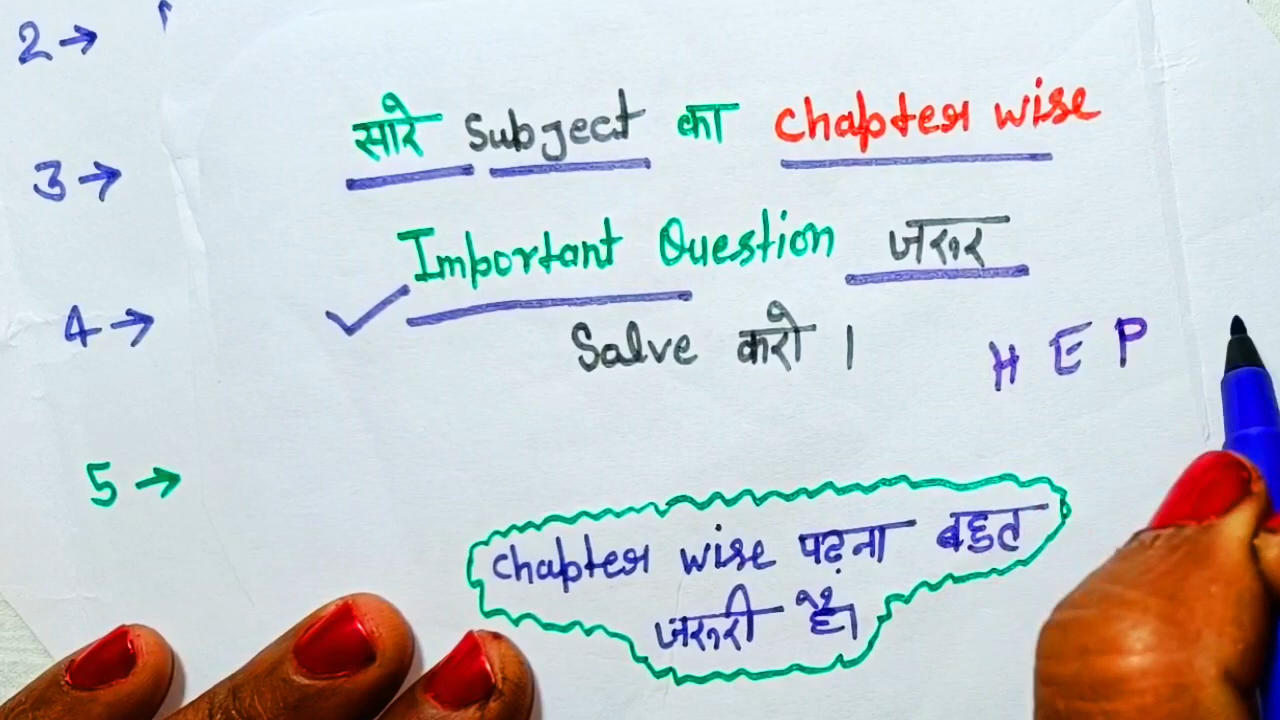 2→
सारे Subject का Chapter wise
3→
Important Question जरुर
4→
Salve करो ।
H E P
5→
Chapter wise पढ़ना बहुत
जरुरी है।